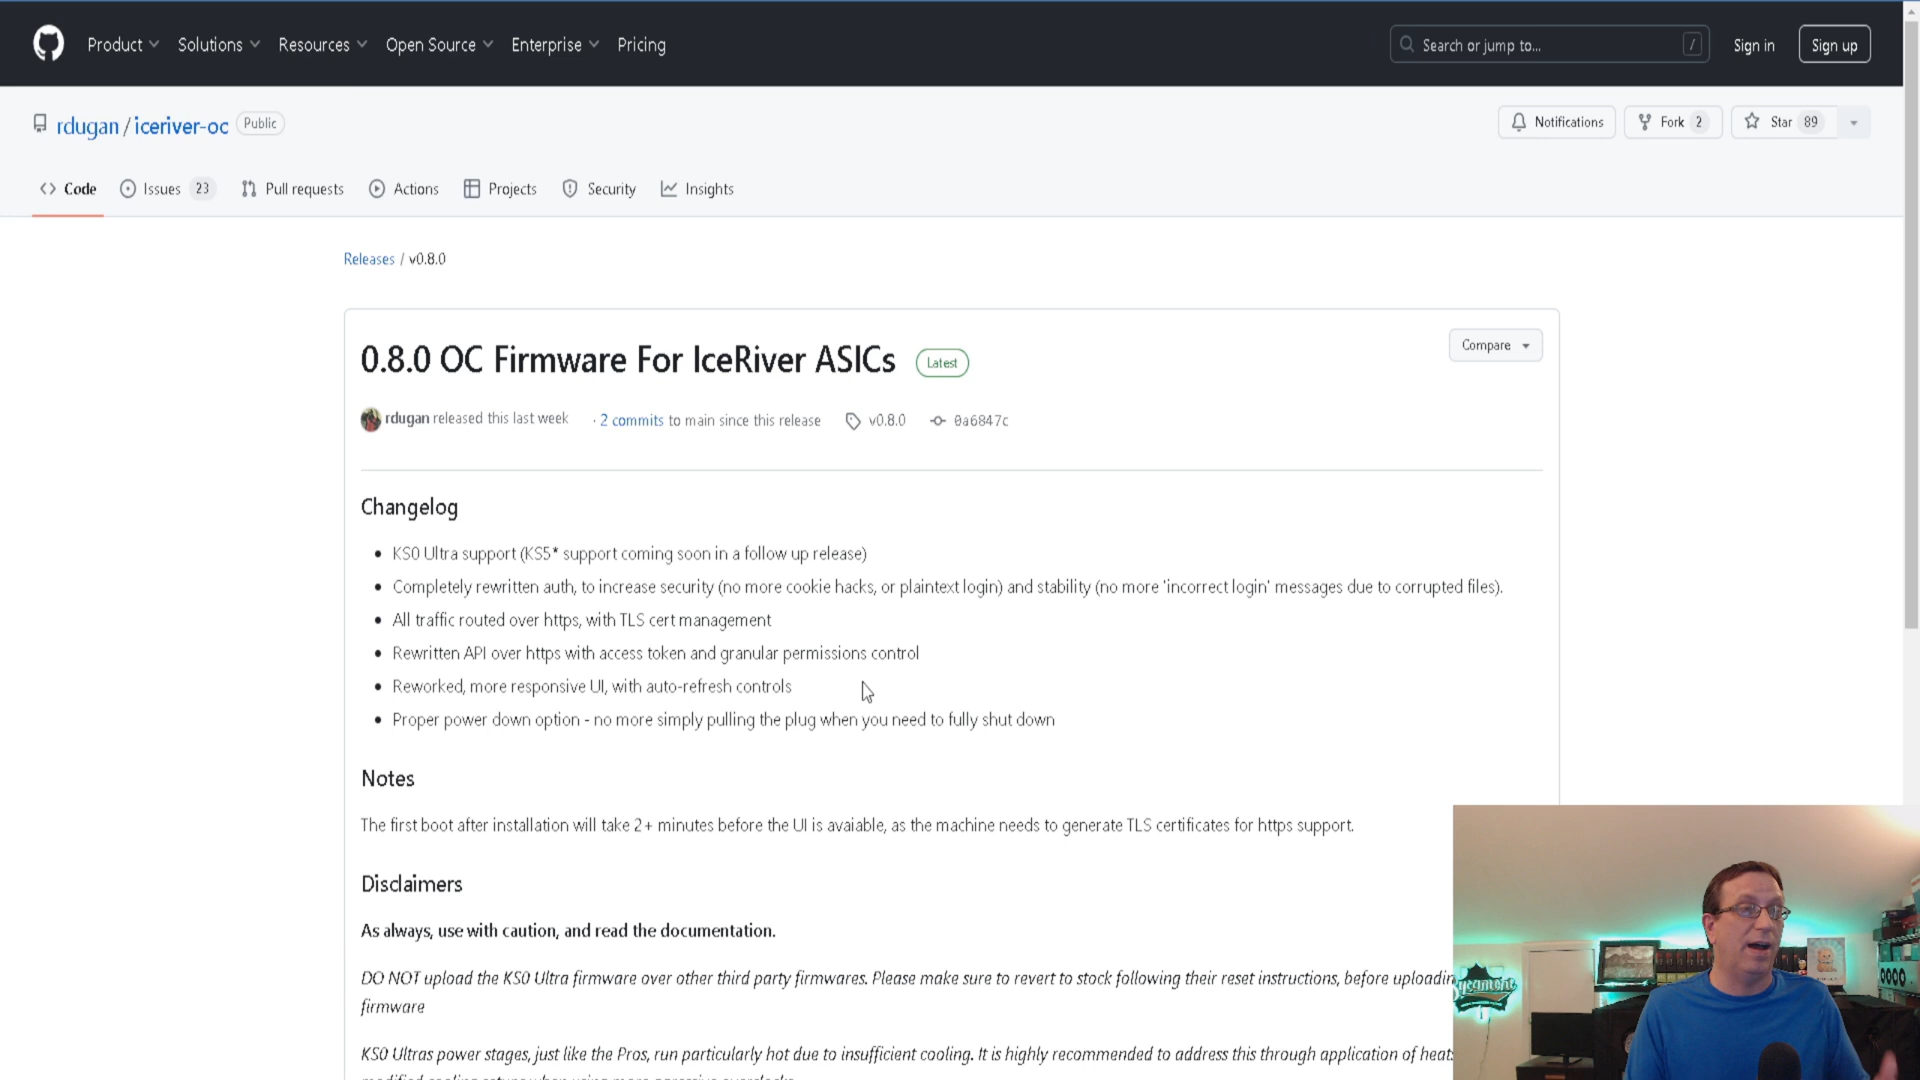 Product Solutions Resources Open Source Enterprise Pricing Search or jump to... / Sign in Sign up
rdugan / iceriver-oc Public Notifications Fork 2 Star 89
Code Issues 23 Pull requests Actions Projects Security Insights
Releases / v0.8.0
0.8.0 OC Firmware For IceRiver ASICs Latest Compare
rdugan released this last week · 2 commits to main since this release v0.8.0 0a6847c
Changelog
• KS0 Ultra support (KS5* support coming soon in a follow up release)
• Completely rewritten auth, to increase security (no more cookie hacks, or plaintext login) and stability (no more 'incorrect login' messages due to corrupted files).
• All traffic routed over https, with TLS cert management
• Rewritten API over https with access token and granular permissions control
• Reworked, more responsive UI, with auto-refresh controls
• Proper power down option - no more simply pulling the plug when you need to fully shut down
Notes
The first boot after installation will take 2+ minutes before the UI is avaiable, as the machine needs to generate TLS certificates for https support.
Disclaimers
As always, use with caution, and read the documentation.
DO NOT upload the KS0 Ultra firmware over other third party firmwares. Please make sure to revert to stock following their reset instructions, before uploadin
firmware
KS0 Ultras power stages, just like the Pros, run particularly hot due to insufficient cooling. It is highly recommended to address this through application of heats